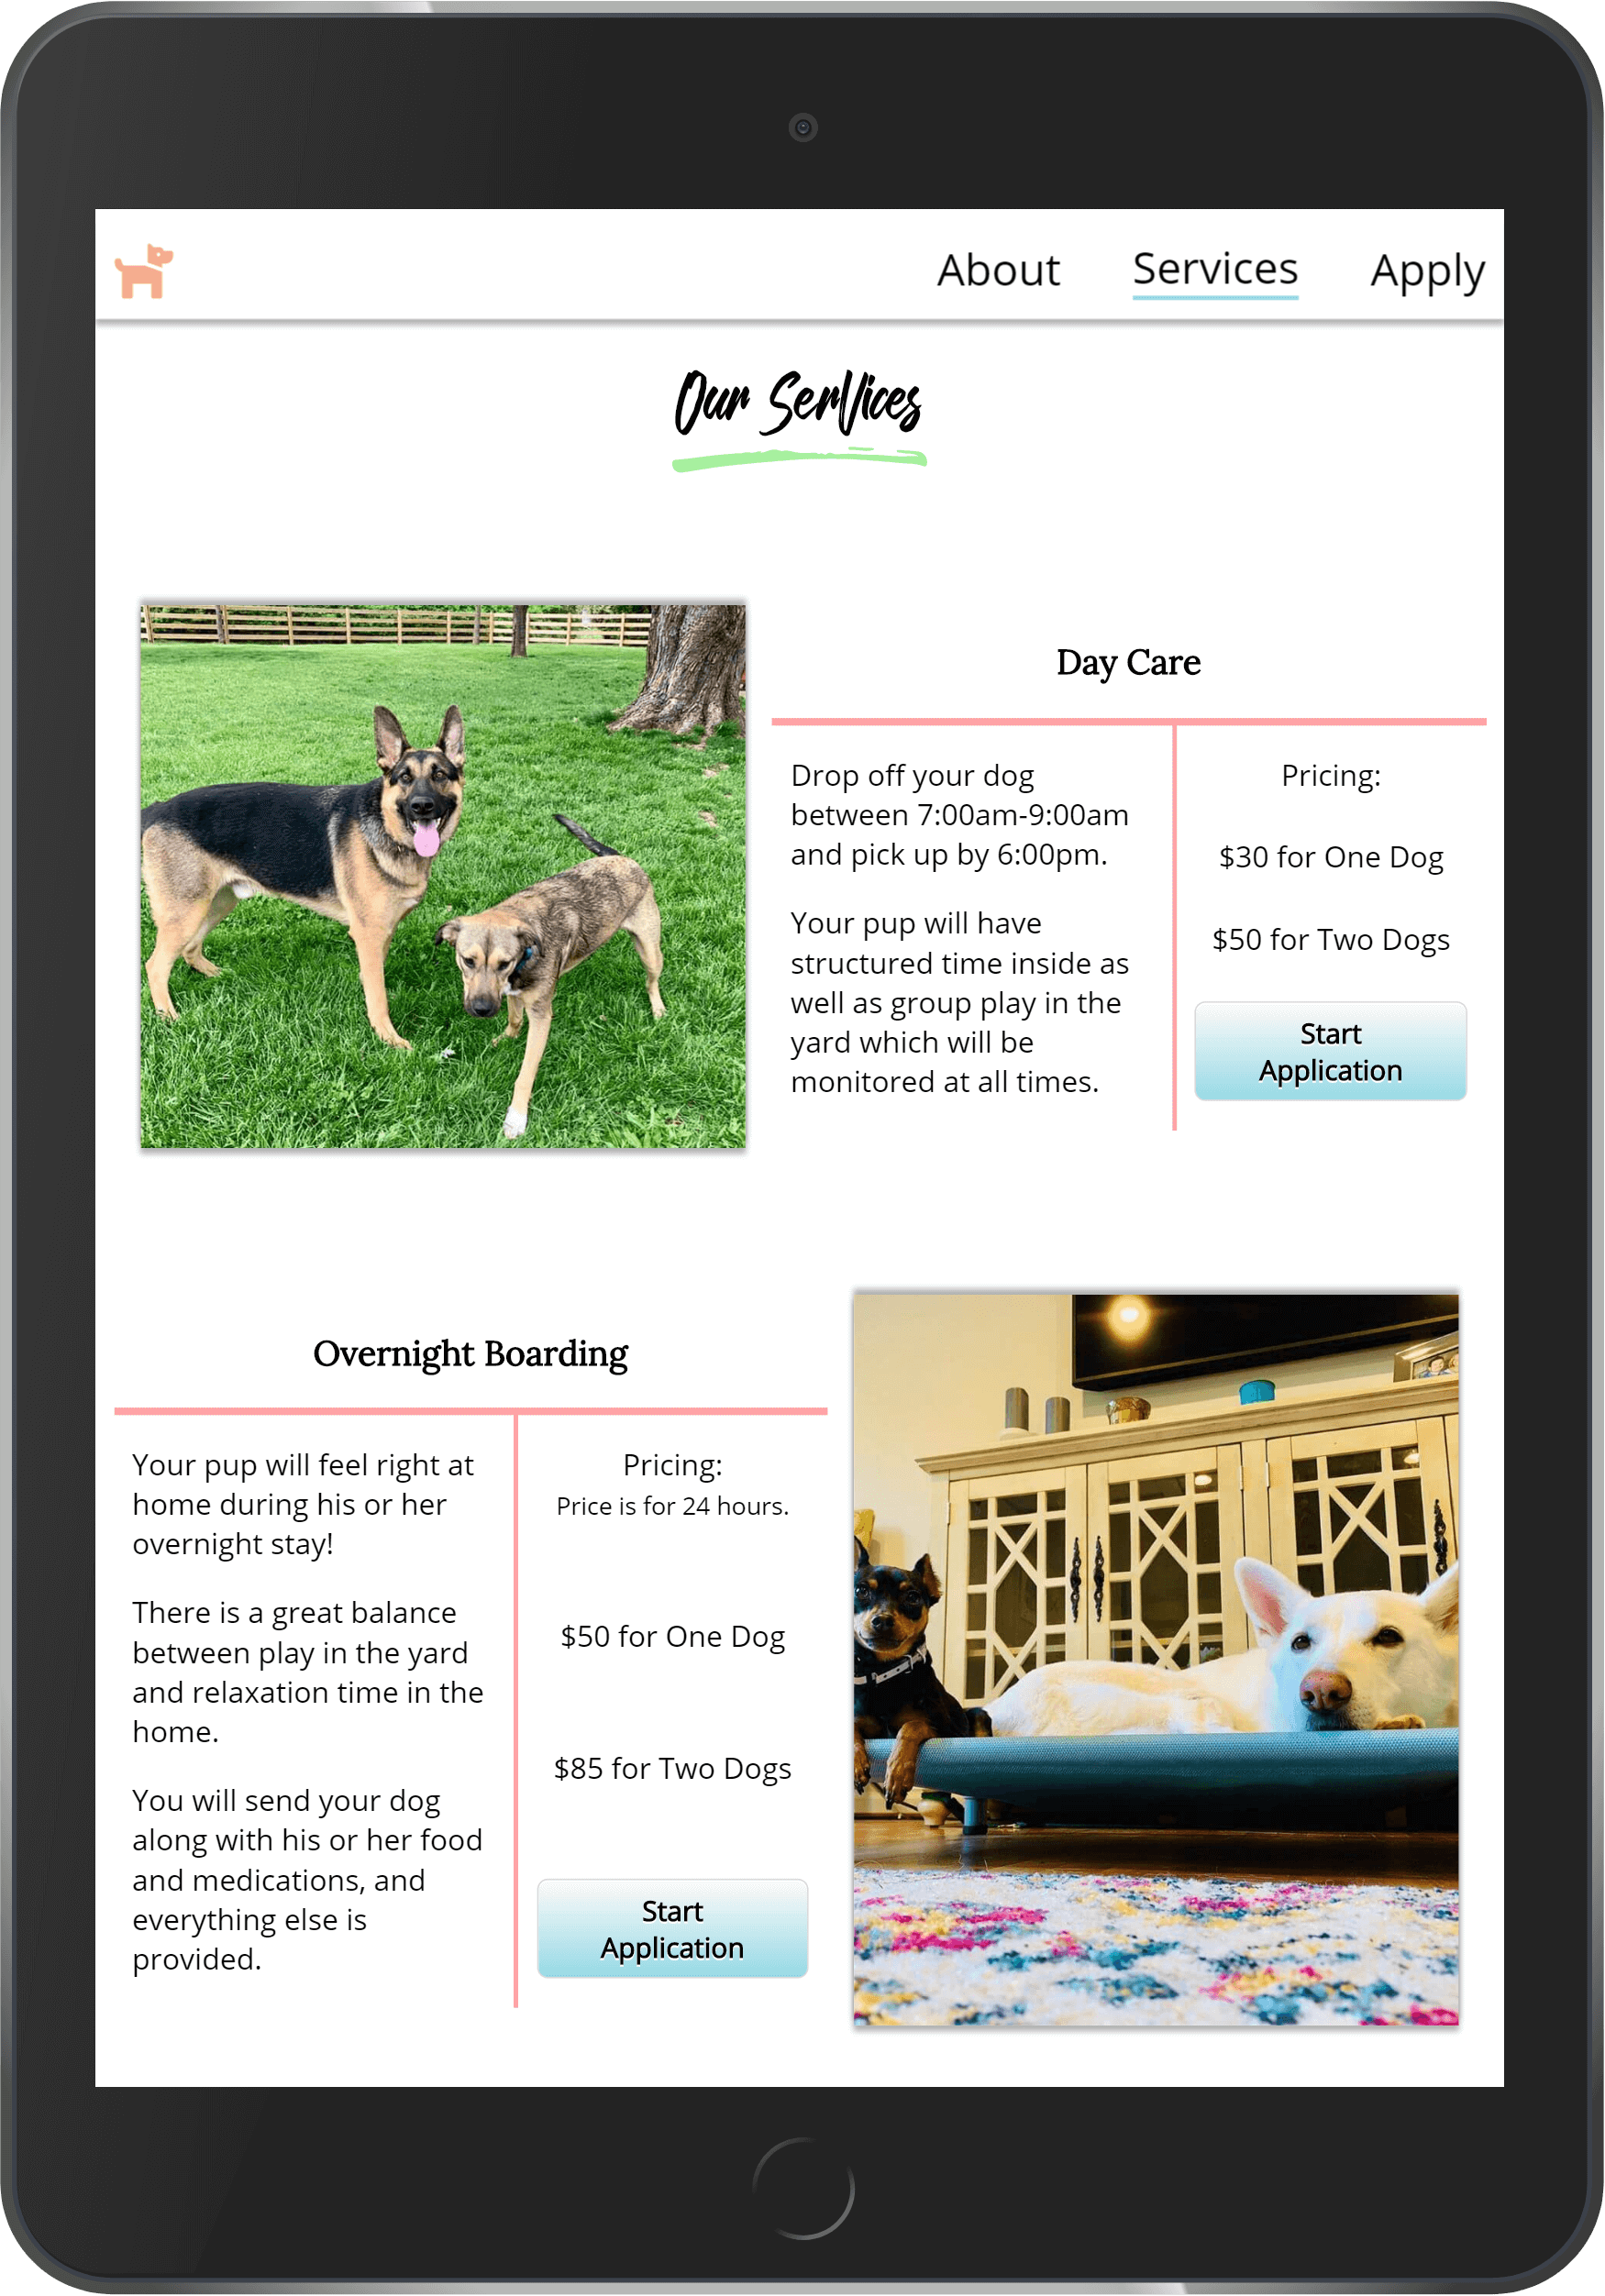 About Services Apply
Our Services
Day Care
Drop off your dog
between 7:00am-9:00am
and pick up by 6:00pm.
Your pup will have
structured time inside as
well as group play in the
yard which will be
monitored at all times.
Pricing:
$30 for One Dog
$50 for Two Dogs
Start
Application
Overnight Boarding
Your pup will feel right at
home during his or her
overnight stay!
There is a great balance
between play in the yard
and relaxation time in the
home.
You will send your dog
along with his or her food
and medications, and
everything else is
provided.
Pricing:
Price is for 24 hours.
$50 for One Dog
$85 for Two Dogs
Start
Application